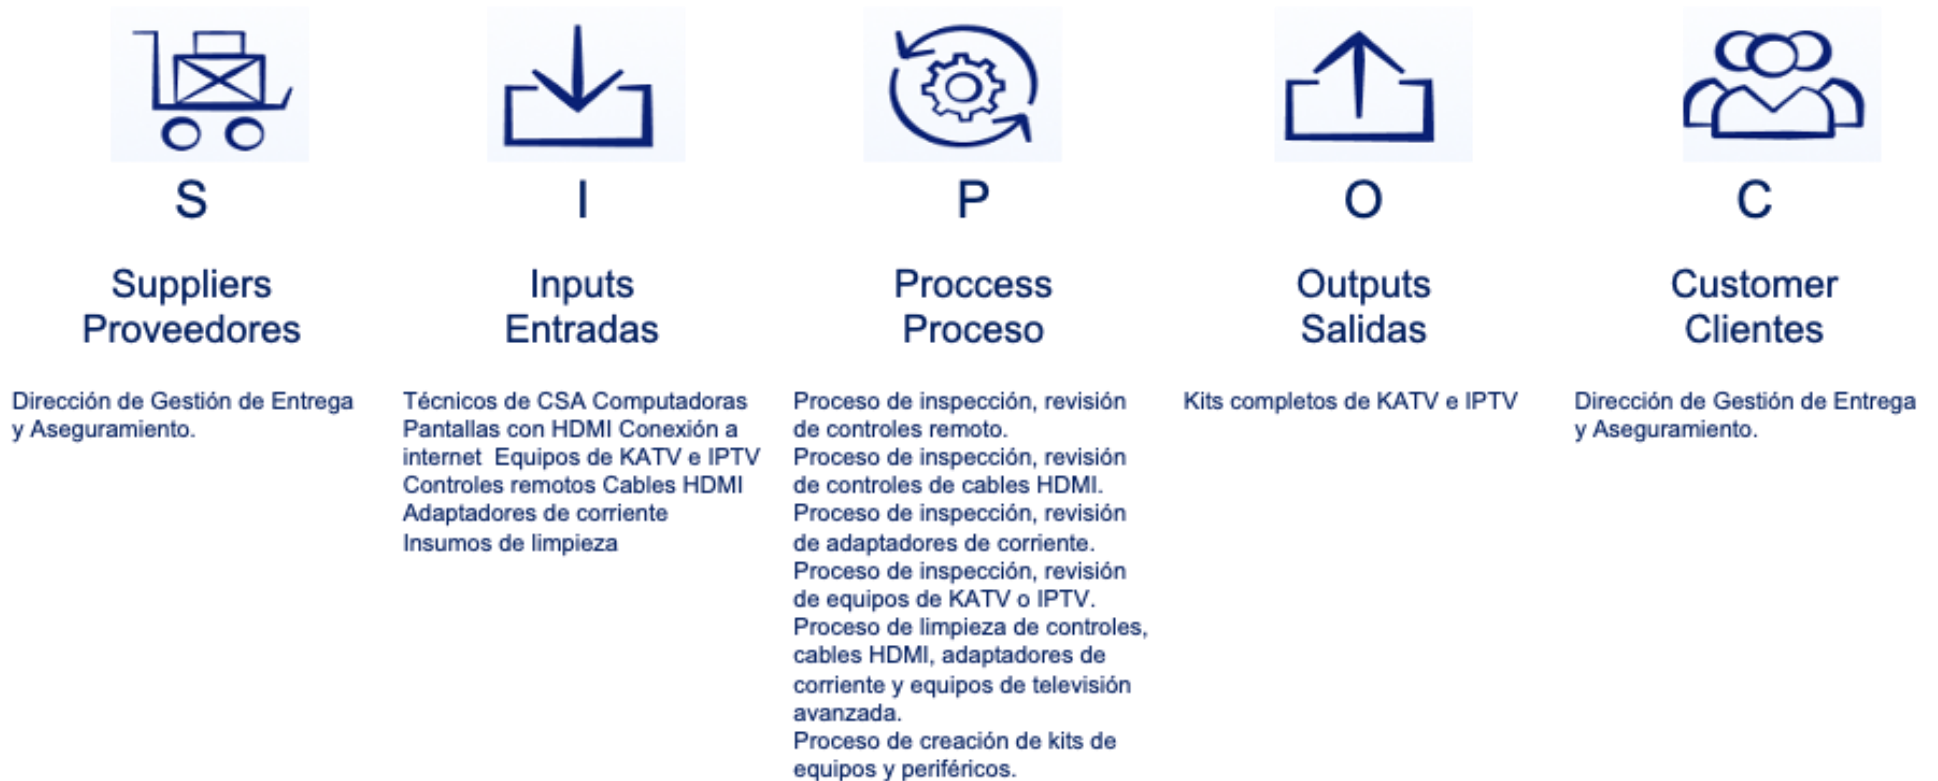 S
Suppliers
Proveedores
Dirección de Gestión de Entrega
y Aseguramiento.
I
Inputs
Entradas
Técnicos de CSA Computadoras
Pantallas con HDMI Conexión a
internet  Equipos de KATV e IPTV
Controles remotos Cables HDMI
Adaptadores de corriente
Insumos de limpieza
P
Proccess
Proceso
Proceso de inspección, revisión
de controles remoto.
Proceso de inspección, revisión
de controles de cables HDMI.
Proceso de inspección, revisión
de adaptadores de corriente.
Proceso de inspección, revisión
de equipos de KATV o IPTV.
Proceso de limpieza de controles,
cables HDMI, adaptadores de
corriente y equipos de televisión
avanzada.
Proceso de creación de kits de
equipos y periféricos.
O
Outputs
Salidas
Kits completos de KATV e IPTV
C
Customer
Clientes
Dirección de Gestión de Entrega
y Aseguramiento.